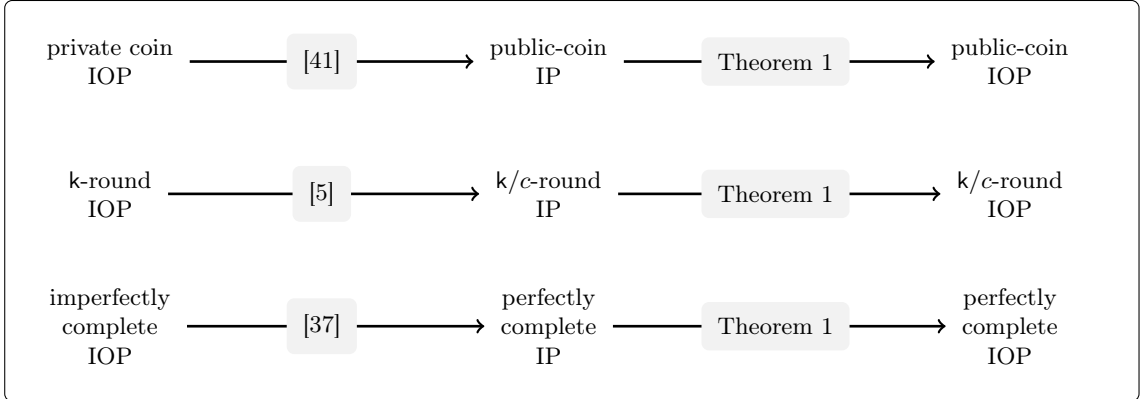 private coin
IOP
[41]
public-coin
IP
Theorem 1
public-coin
IOP
k-round
IOP
[5]
k/c-round
IP
Theorem 1
k/c-round
IOP
imperfectly
complete
IOP
[37]
perfectly
complete
IP
Theorem 1
perfectly
complete
IOP